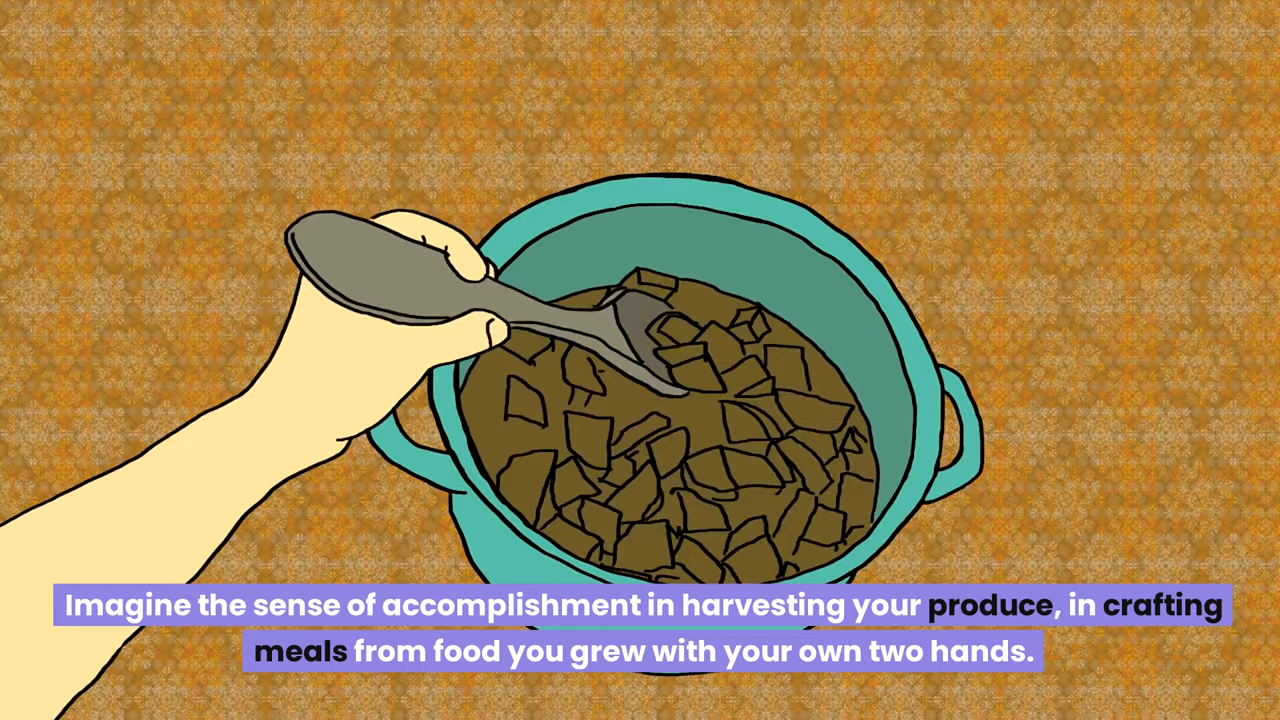 Imagine the sense of accomplishment in harvesting your produce, in crafting
meals from food you grew with your own two hands.